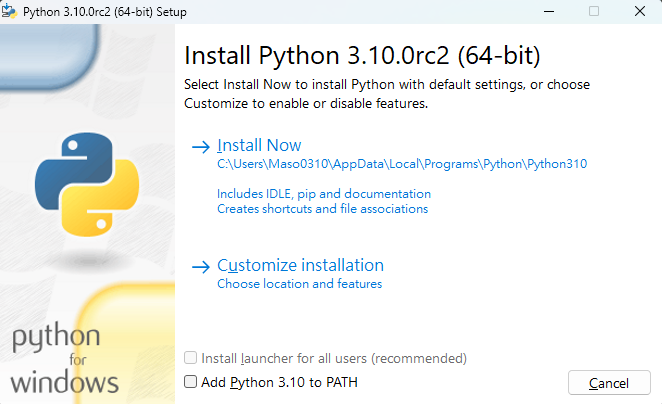 Python 3.10.0rc2 (64-bit) Setup
Install Python 3.10.0rc2 (64-bit)
Select Install Now to install Python with default settings, or choose
Customize to enable or disable features.
Install Now
C:\Users\Maso0310\AppData\Local\Programs\Python\Python310
Includes IDLE, pip and documentation
Creates shortcuts and file associations
Customize installation
Choose location and features
python
for
windows
Install launcher for all users (recommended)
Add Python 3.10 to PATH
Cancel